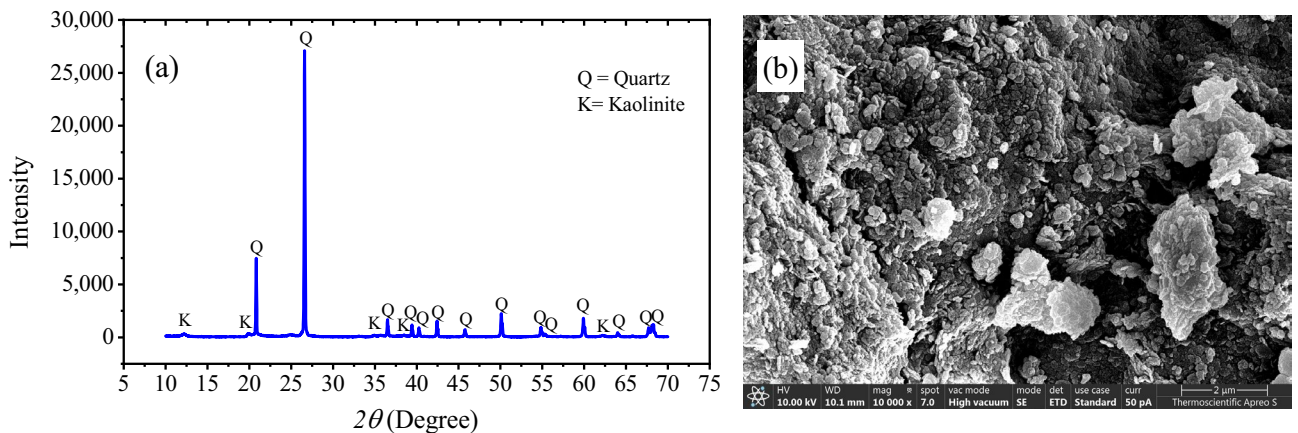 (a)
Q = Quartz
K= Kaolinite
Intensity
30,000
25,000
20,000
15,000
10,000
5,000
0
Q
Q
K
K
K
Q
K
Q
Q
Q
Q
Q
Q
Q
Q
K
Q
Q
Q
5 10 15 20 25 30 35 40 45 50 55 60 65 70 75
2θ (Degree)
(b)
HV WD mag spot vac mode mode det use case curr 2 µm
10.00 kV 10.1 mm 10 000 x 7.0 High vacuum SE ETD Standard 50 pA Thermoscientific Apreo S